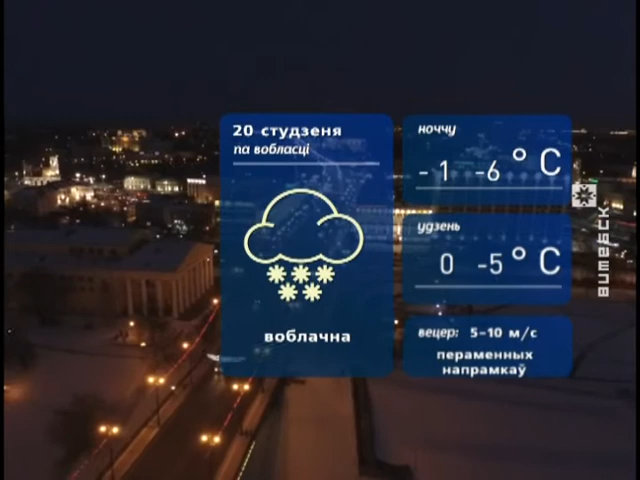 20 студзеня
па вобласці
воблачна
ноччу
-1 -6 °C
удзень
0 -5 °C
вецер: 5-10 м/с
пераменных
напрамкаў
витебск